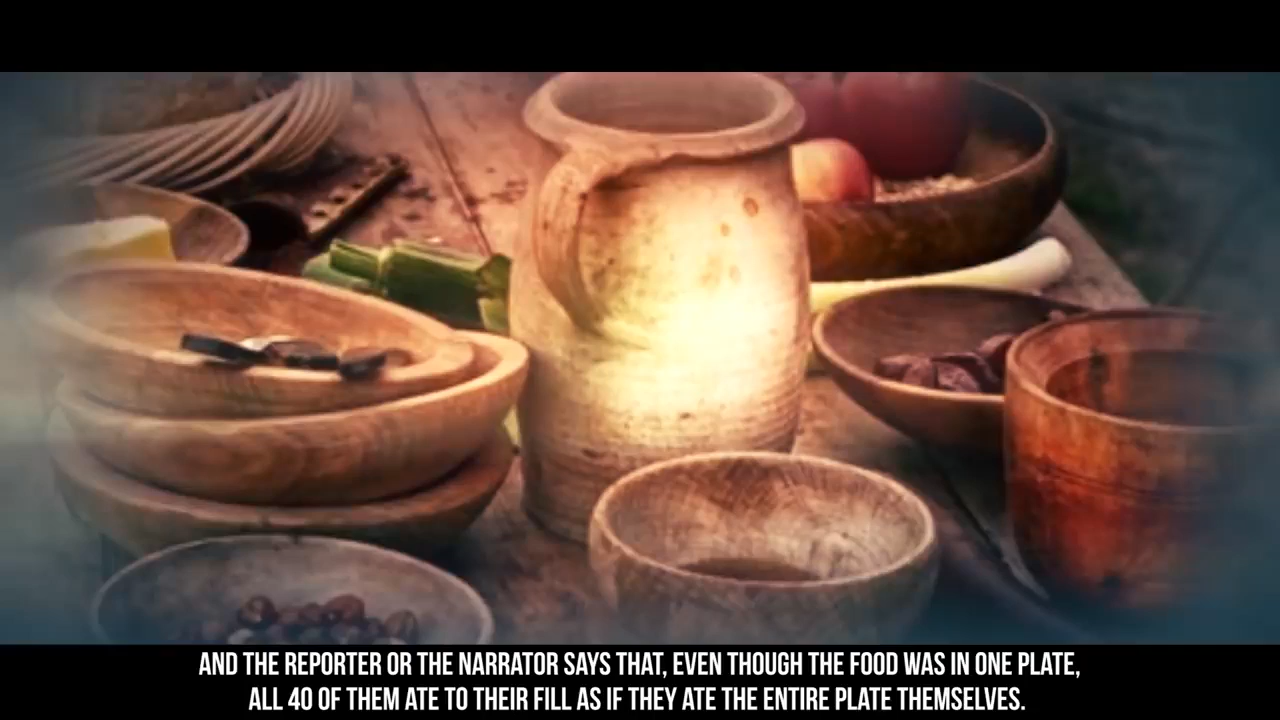 AND THE REPORTER OR THE NARRATOR SAYS THAT, EVEN THOUGH THE FOOD WAS IN ONE PLATE,
ALL 40 OF THEM ATE TO THEIR FILL AS IF THEY ATE THE ENTIRE PLATE THEMSELVES.